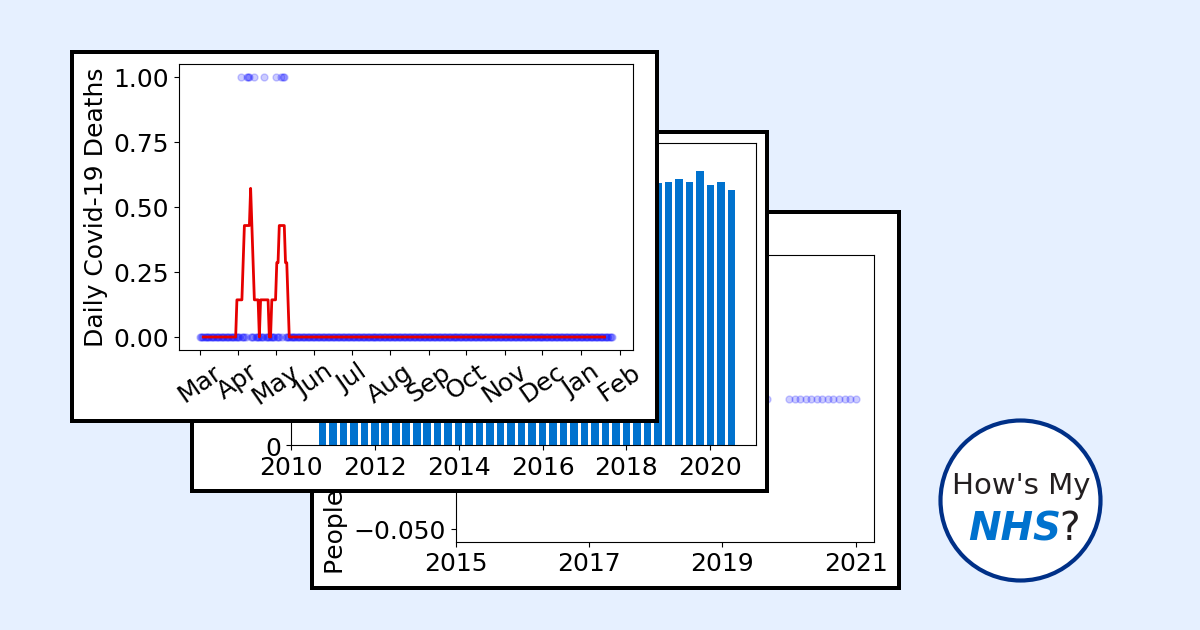 Daily Covid-19 Deaths
1.00
0.75
0.50
0.25
0.00
Mar Apr May Jun Jul Aug Sep Oct Nov Dec Jan Feb
0
2010 2012 2014 2016 2018 2020
People
−0.050
2015 2017 2019 2021
How's My
NHS?